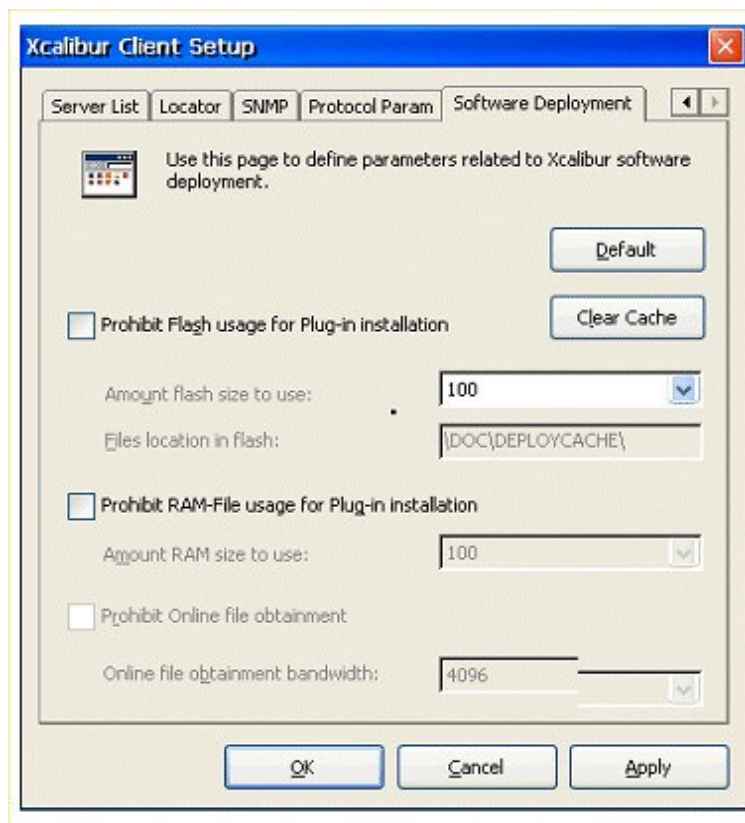 Xcalibur Client Setup
Server List Locator SNMP Protocol Param Software Deployment
Use this page to define parameters related to Xcalibur software
deployment.
Default
Prohibit Flash usage for Plug-in installation
Clear Cache
Amount flash size to use:
100
Files location in flash:
\DOC\DEPLOYCACHE\
Prohibit RAM-File usage for Plug-in installation
Amount RAM size to use:
100
Prohibit Online file obtainment
Online file obtainment bandwidth:
4096
OK Cancel Apply